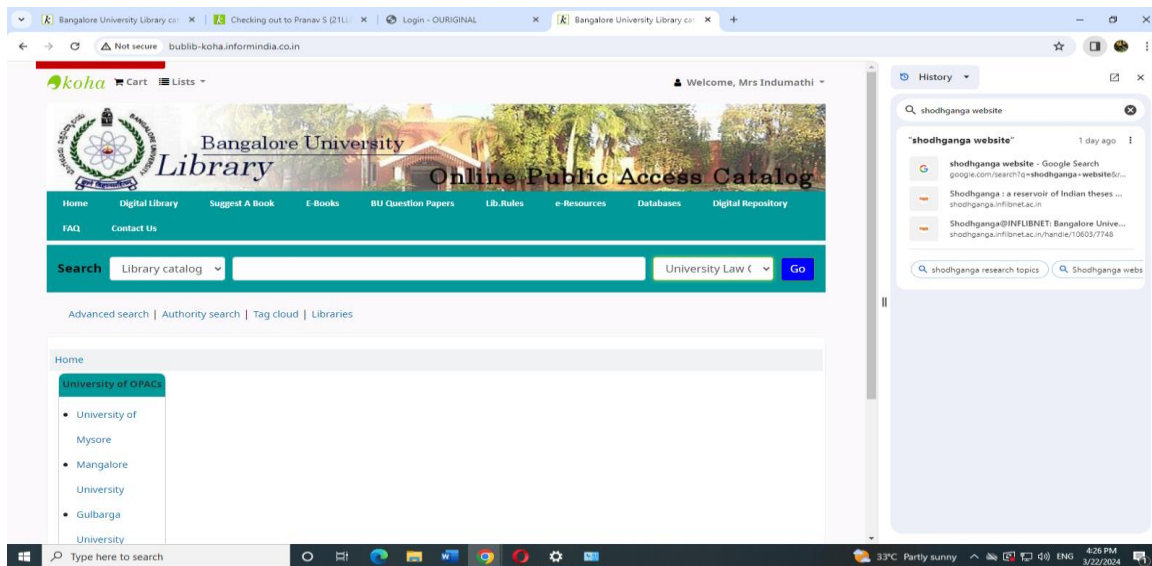 Bangalore University Library cat
Checking out to Pranav S (21LL
Login - OURIGINAL
Bangalore University Library cat
Not secure bublib-koha.informindia.co.in
koha Cart Lists
Welcome, Mrs Indumathi
Bangalore University
Library
Online Public Access Catalog
Home Digital Library Suggest A Book E-Books BU Question Papers Lib.Rules e-Resources Databases Digital Repository
FAQ Contact Us
Search Library catalog University Law ( Go
Advanced search | Authority search | Tag cloud | Libraries
Home
University of OPACs
University of
Mysore
Mangalore
University
Gulbarga
University
History
shodhganga website
"shodhganga website" 1 day ago
G shodhganga website - Google Search
google.com/search?q=shodhganga+website&r...
Shodhganga : a reservoir of Indian theses ...
shodhganga.inflibnet.ac.in
Shodhganga@INFLIBNET: Bangalore Unive...
shodhganga.inflibnet.ac.in/handle/10603/7748
shodhganga research topics Shodhganga webs
Type here to search
33°C Partly sunny ENG 4:26 PM
3/22/2024